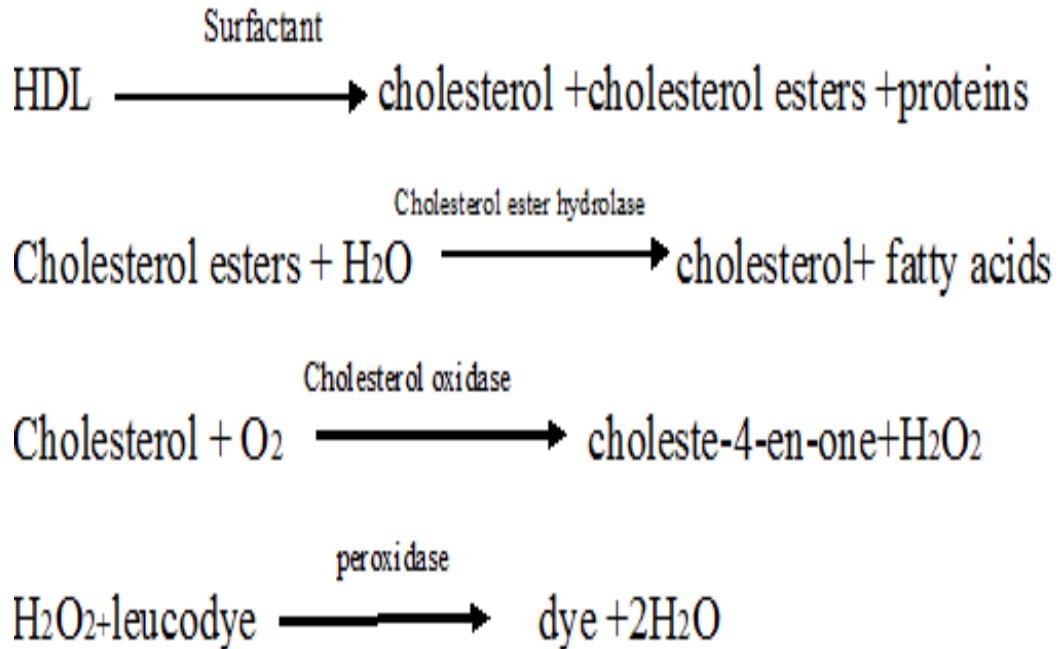 Surfactant
HDL cholesterol +cholesterol esters +proteins
Cholesterol ester hydrolase
Cholesterol esters + H2O cholesterol+ fatty acids
Cholesterol oxidase
Cholesterol + O2 choleste-4-en-one+H2O2
peroxidase
H2O2+leucodye dye +2H2O